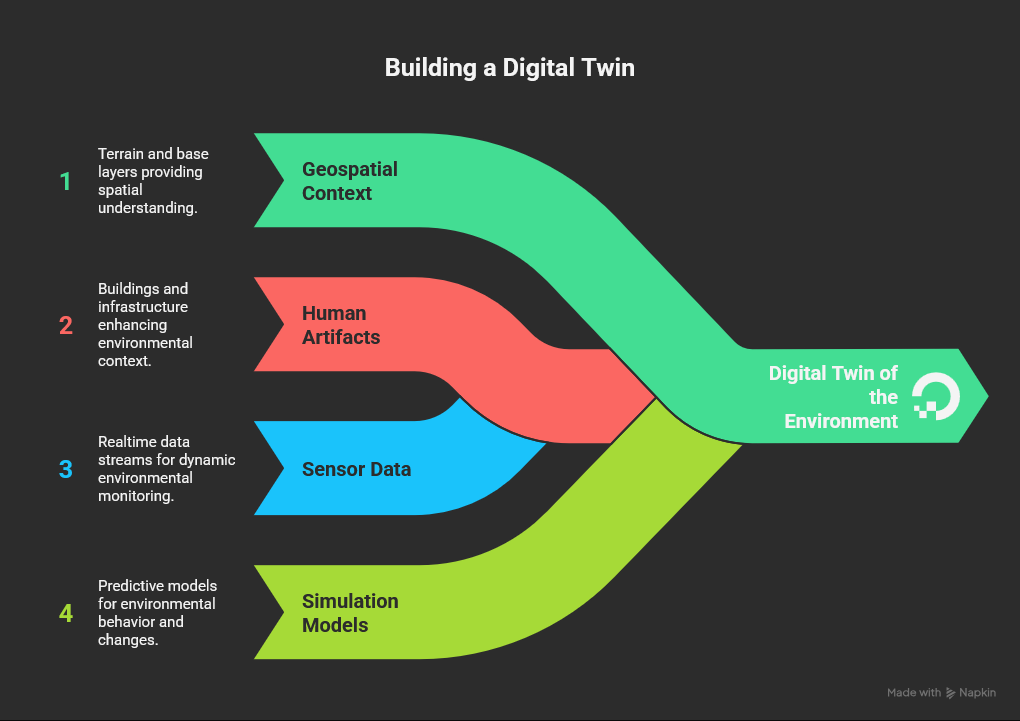 Building a Digital Twin
1
Terrain and base
layers providing
spatial
understanding.
Geospatial
Context
2
Buildings and
infrastructure
enhancing
environmental
context.
Human
Artifacts
3
Realtime data
streams for dynamic
environmental
monitoring.
Sensor Data
4
Predictive models
for environmental
behavior and
changes.
Simulation
Models
Digital Twin of
the
Environment
Made with Napkin